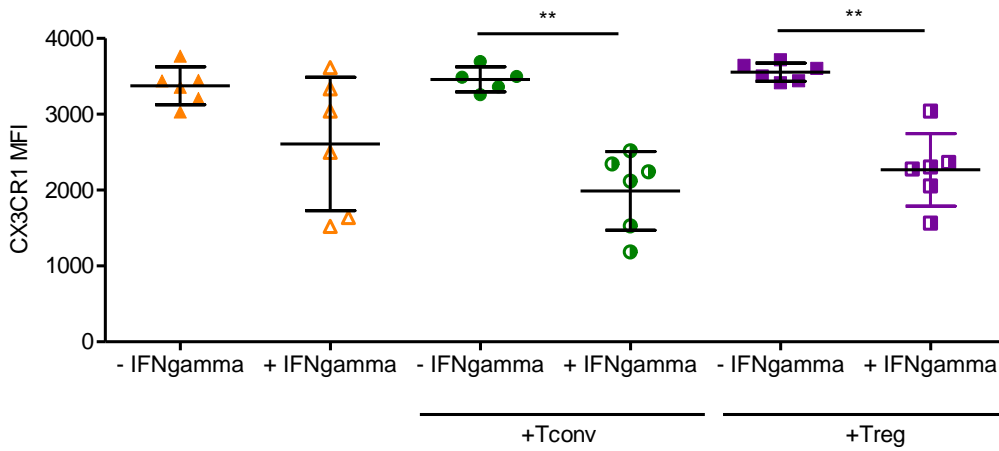 ** **
4000
3000
2000
1000
0
CX3CR1 MFI
- IFNgamma + IFNgamma - IFNgamma + IFNgamma - IFNgamma + IFNgamma
+Tconv +Treg